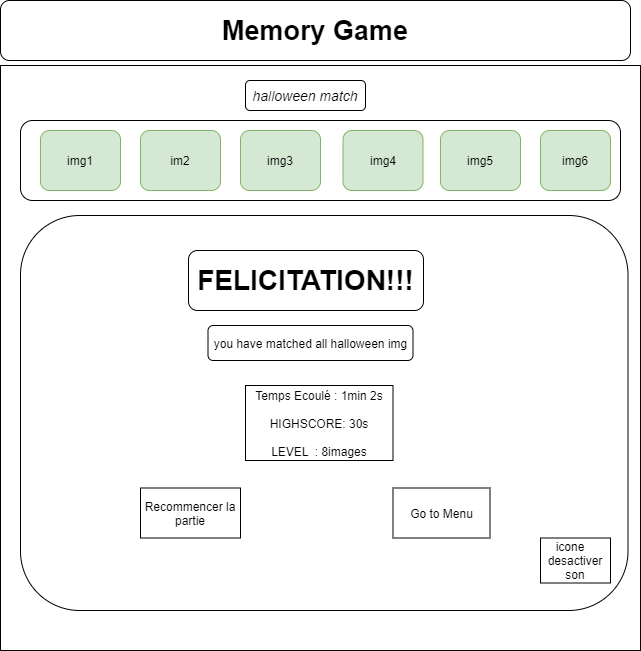 Memory Game
halloween match
img1
im2
img3
img4
img5
img6
FELICITATION!!!
you have matched all halloween img
Temps Ecoulé : 1min 2s
HIGHSCORE: 30s
LEVEL : 8images
Recommencer la
partie
Go to Menu
icone
desactiver
son